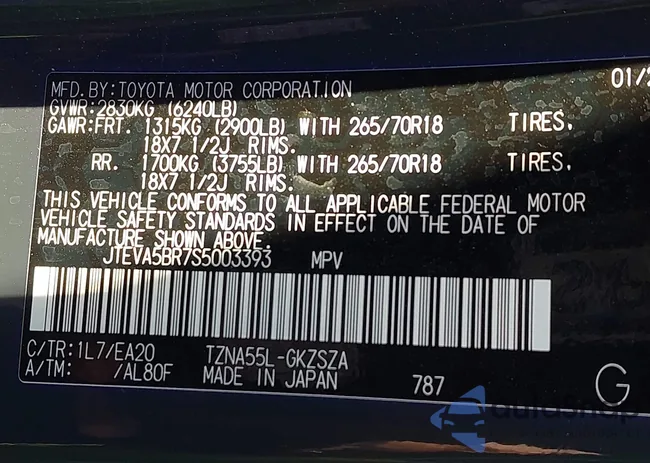 MFD.BY:TOYOTA MOTOR CORPORATION 01/2
GVWR:2830KG (6240LB)
GAWR:FRT. 1315KG (2900LB) WITH 265/70R18 TIRES,
18X7 1/2J RIMS.
RR. 1700KG (3755LB) WITH 265/70R18 TIRES,
18X7 1/2J RIMS.
THIS VEHICLE CONFORMS TO ALL APPLICABLE FEDERAL MOTOR
VEHICLE SAFETY STANDARDS IN EFFECT ON THE DATE OF
MANUFACTURE SHOWN ABOVE.
JTEVA5BR7S5003393 MPV
C/TR:1L7/EA20 TZNA55L-GKZSZA
A/TM: /AL80F MADE IN JAPAN 787 G
autosnap